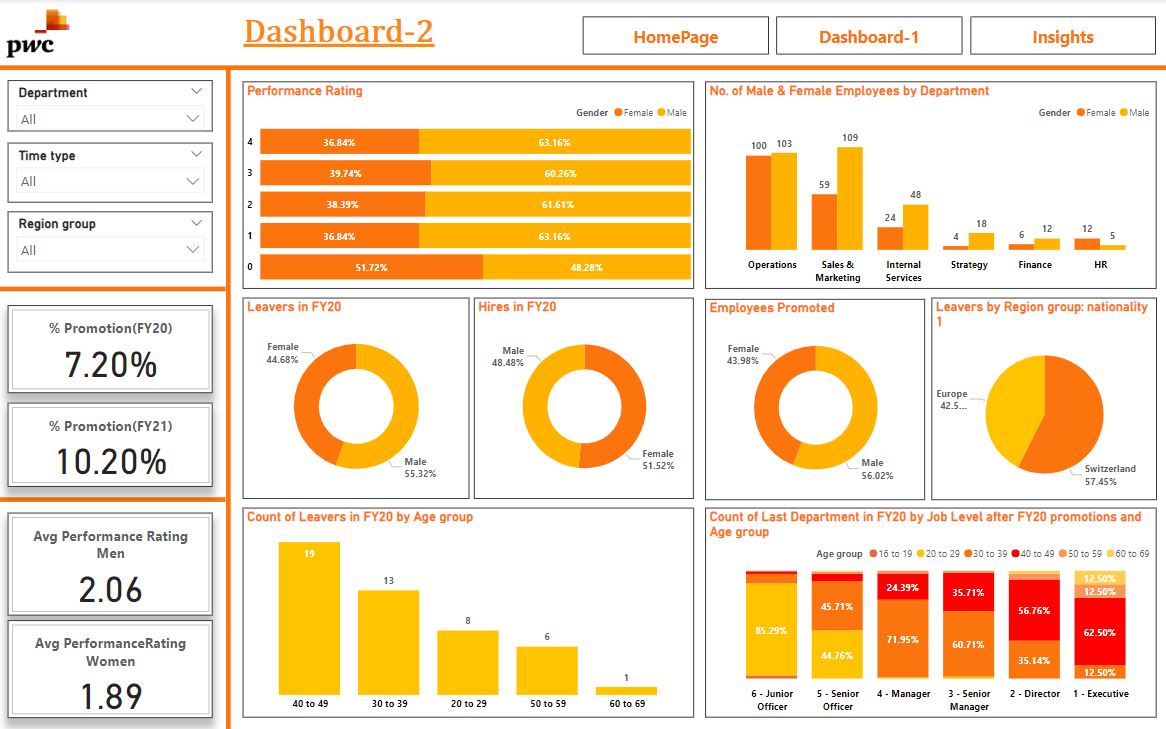 pwc
Dashboard-2
HomePage
Dashboard-1
Insights
Department
All
Time type
All
Region group
All
% Promotion(FY20)
7.20%
% Promotion(FY21)
10.20%
Avg Performance Rating
Men
2.06
Avg PerformanceRating
Women
1.89
Performance Rating
Gender Female Male
4 36.84% 63.16%
3 39.74% 60.26%
2 38.39% 61.61%
1 36.84% 63.16%
0 51.72% 48.28%
No. of Male & Female Employees by Department
Gender Female Male
100 103 59 109 24 48 4 18 6 12 12 5
Operations Sales & Internal Strategy Finance HR
Marketing Services
Leavers in FY20
Female
44.68%
Male
55.32%
Hires in FY20
Male
48.48%
Female
51.52%
Employees Promoted
Female
43.98%
Male
56.02%
Leavers by Region group: nationality
1
Europe
42.5...
Switzerland
57.45%
Count of Leavers in FY20 by Age group
19 13 8 6 1
40 to 49 30 to 39 20 to 29 50 to 59 60 to 69
Count of Last Department in FY20 by Job Level after FY20 promotions and
Age group
Age group 16 to 19 20 to 29 30 to 39 40 to 49 50 to 59 60 to 69
85.29%
45.71%
44.76%
24.39%
71.95%
35.71%
60.71%
56.76%
35.14%
12.50%
12.50%
62.50%
12.50%
6 - Junior 5 - Senior 4 - Manager 3 - Senior 2 - Director 1 - Executive
Officer Officer Manager